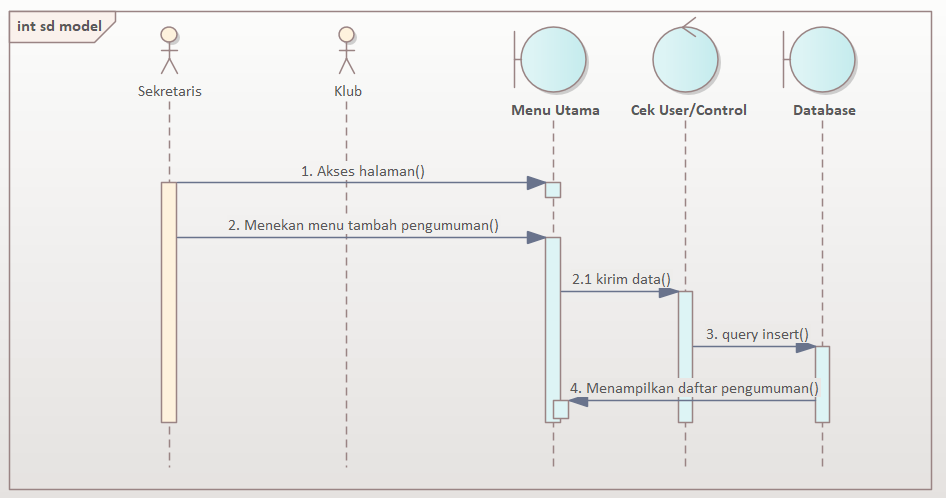 int sd model
Sekretaris
Klub
Menu Utama
Cek User/Control
Database
1. Akses halaman()
2. Menekan menu tambah pengumuman()
2.1 kirim data()
3. query insert()
4. Menampilkan daftar pengumuman()